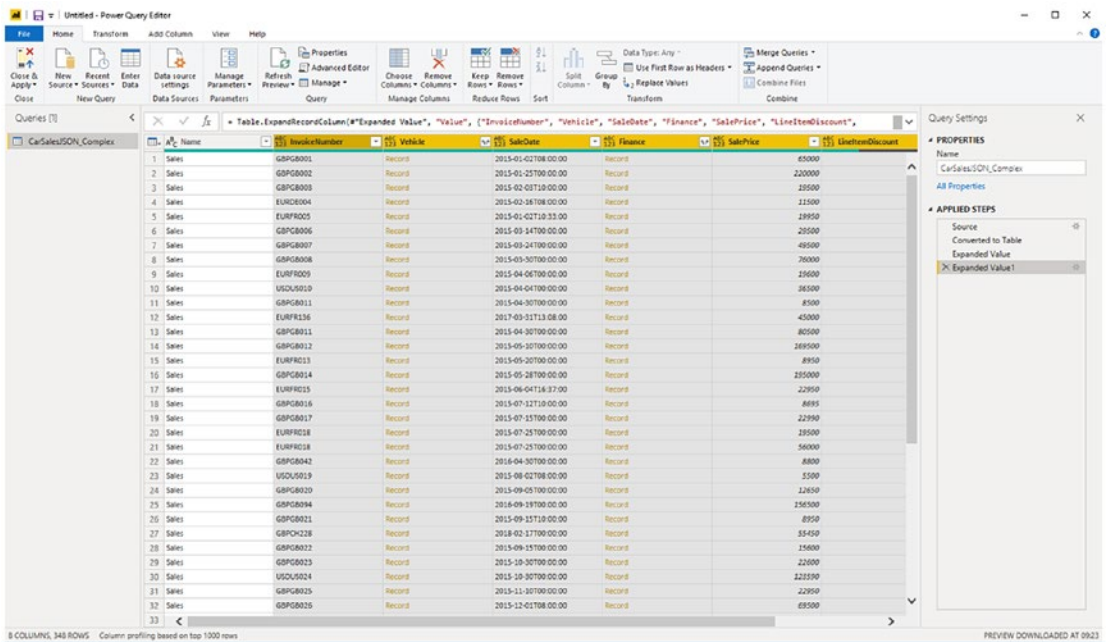 Untitled - Power Query Editor
File Home Transform Add Column View Help
Close & Apply New Source Recent Sources Enter Data Data source settings Manage Parameters Refresh Preview Properties Advanced Editor Manage Choose Columns Remove Columns Keep Rows Remove Rows Split Column Group By Data Type: Any Use First Row as Headers Replace Values Merge Queries Append Queries Combine Files
Close New Query Data Sources Parameters Query Manage Columns Reduce Rows Sort Transform Combine
Queries [1]
CarSalesJSON_Complex
= Table.ExpandRecordColumn(#"Expanded Value", "Value", {"InvoiceNumber", "Vehicle", "SaleDate", "Finance", "SalePrice", "LineItemDiscount",
Name InvoiceNumber Vehicle SaleDate Finance SalePrice LineItemDiscount
1 Sales GBPGB001 Record 2015-01-02T08:00:00 Record 65000
2 Sales GBPGB002 Record 2015-01-25T00:00:00 Record 220000
3 Sales GBPGB003 Record 2015-02-03T10:00:00 Record 19500
4 Sales EURDE004 Record 2015-02-16T08:00:00 Record 11500
5 Sales EURFR005 Record 2015-01-02T10:33:00 Record 19950
6 Sales GBPGB006 Record 2015-03-14T00:00:00 Record 29500
7 Sales GBPGB007 Record 2015-03-24T00:00:00 Record 49500
8 Sales GBPGB008 Record 2015-03-30T00:00:00 Record 76000
9 Sales EURFR009 Record 2015-04-06T00:00:00 Record 19600
10 Sales USDUS010 Record 2015-04-04T00:00:00 Record 36500
11 Sales GBPGB011 Record 2015-04-30T00:00:00 Record 8500
12 Sales EURFR136 Record 2017-03-31T13:08:00 Record 45000
13 Sales GBPGB011 Record 2015-04-30T00:00:00 Record 80500
14 Sales GBPGB012 Record 2015-05-10T00:00:00 Record 169500
15 Sales EURFR013 Record 2015-05-20T00:00:00 Record 8950
16 Sales GBPGB014 Record 2015-05-28T00:00:00 Record 195000
17 Sales EURFR015 Record 2015-06-04T16:37:00 Record 22950
18 Sales GBPGB016 Record 2015-07-12T10:00:00 Record 8695
19 Sales GBPGB017 Record 2015-07-15T00:00:00 Record 22990
20 Sales EURFR018 Record 2015-07-25T00:00:00 Record 19500
21 Sales EURFR018 Record 2015-07-25T00:00:00 Record 56000
22 Sales GBPGB042 Record 2016-04-30T00:00:00 Record 8800
23 Sales USDUS019 Record 2015-08-02T08:00:00 Record 5500
24 Sales GBPGB020 Record 2015-09-05T00:00:00 Record 12650
25 Sales GBPGB094 Record 2016-09-19T00:00:00 Record 156500
26 Sales GBPGB021 Record 2015-09-15T10:00:00 Record 8950
27 Sales GBPCH228 Record 2018-02-17T00:00:00 Record 55450
28 Sales GBPGB022 Record 2015-09-15T00:00:00 Record 15600
29 Sales GBPGB023 Record 2015-10-30T00:00:00 Record 22600
30 Sales USDUS024 Record 2015-10-30T00:00:00 Record 123590
31 Sales GBPGB025 Record 2015-11-10T00:00:00 Record 22950
32 Sales GBPGB026 Record 2015-12-01T08:00:00 Record 69500
33
Query Settings
PROPERTIES
Name
CarSalesJSON_Complex
All Properties
APPLIED STEPS
Source
Converted to Table
Expanded Value
Expanded Value1
8 COLUMNS, 348 ROWS Column profiling based on top 1000 rows
PREVIEW DOWNLOADED AT 09:23